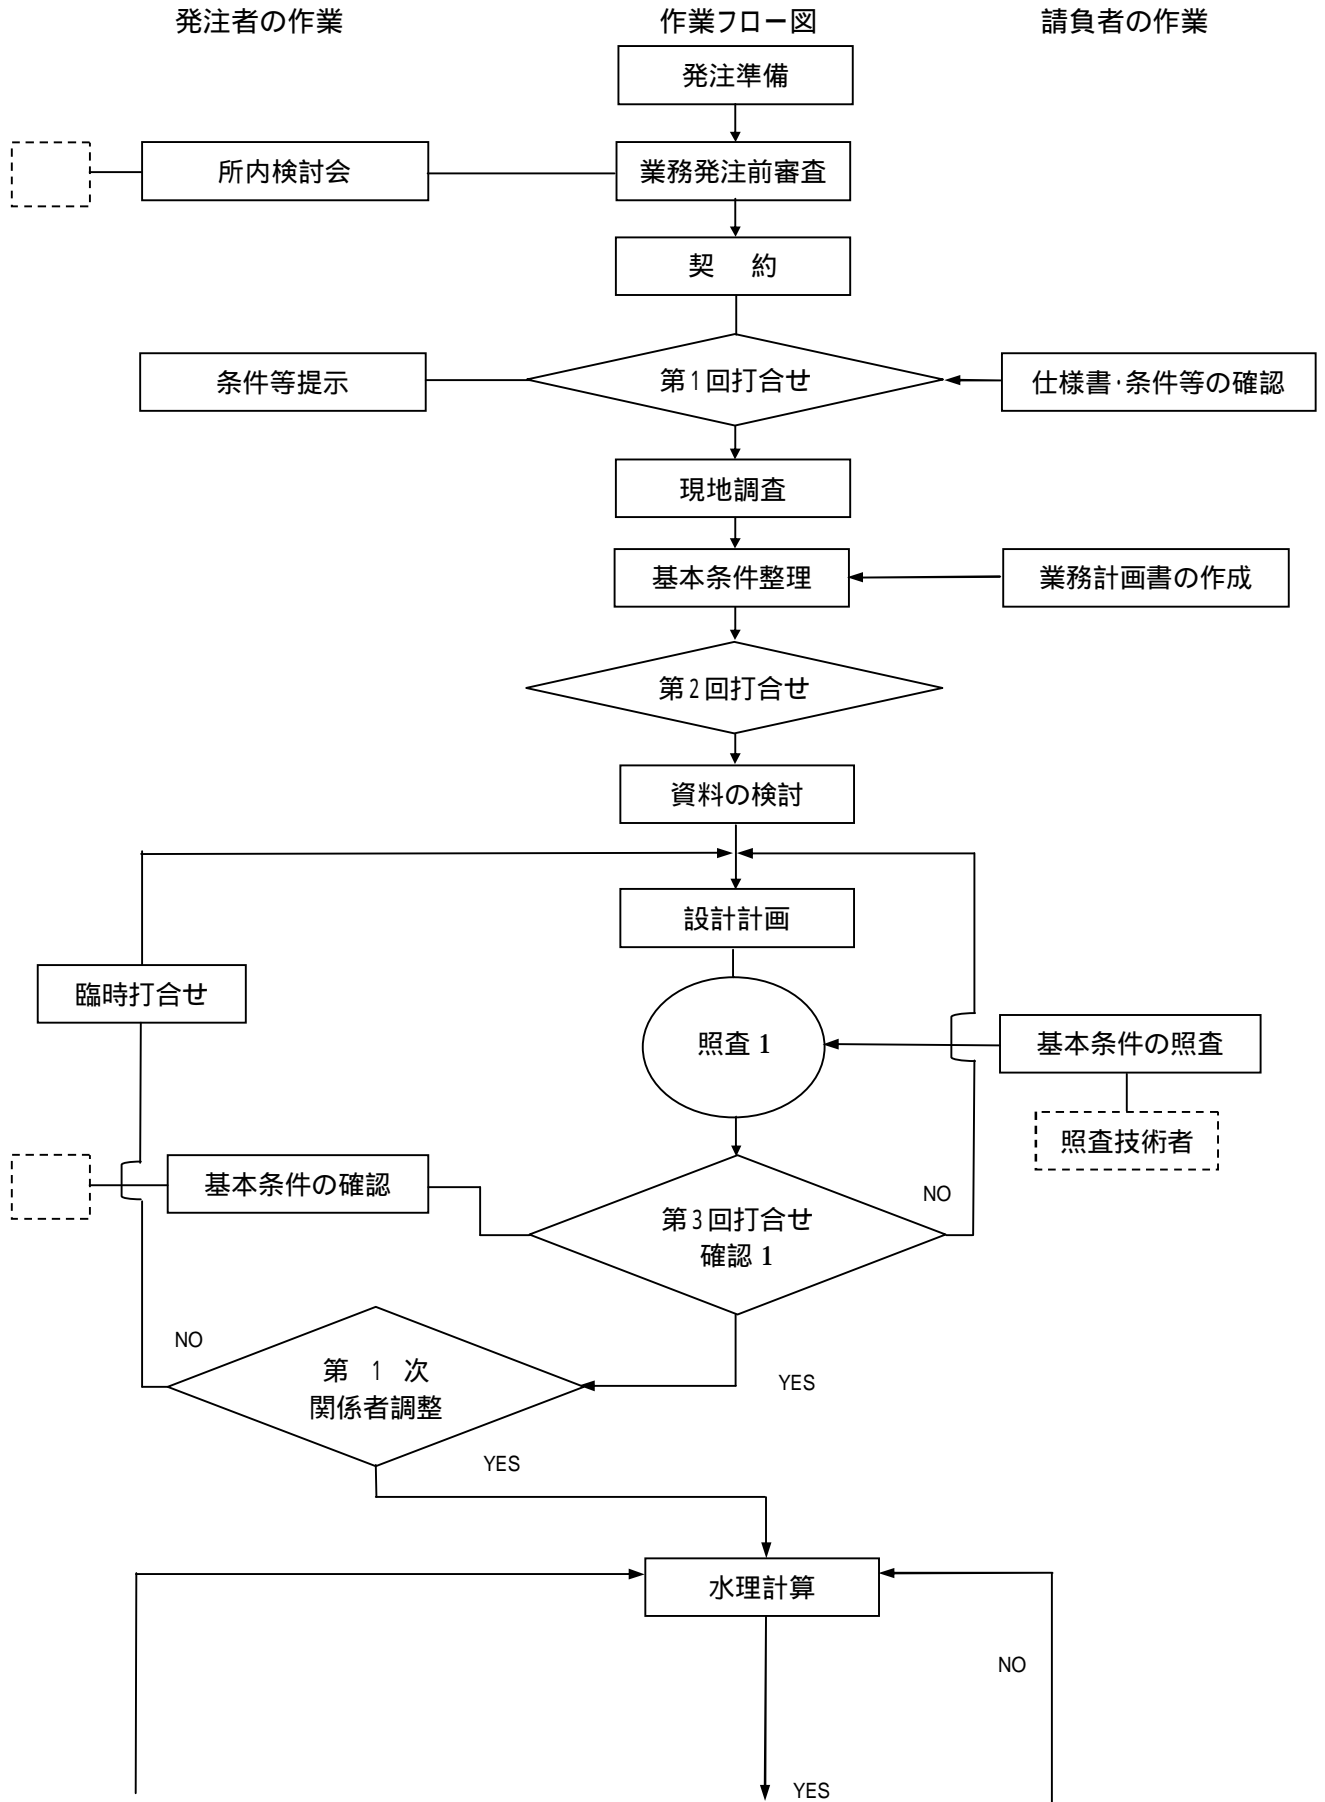 発注者の作業
作業フロー図
請負者の作業
発注準備
所内検討会
業務発注前審査
契　約
条件等提示
第1回打合せ
仕様書・条件等の確認
現地調査
基本条件整理
業務計画書の作成
第2回打合せ
資料の検討
設計計画
臨時打合せ
照査 1
基本条件の照査
照査技術者
基本条件の確認
NO
第3回打合せ
確認 1
NO
第 1 次
関係者調整
YES
YES
水理計算
NO
YES